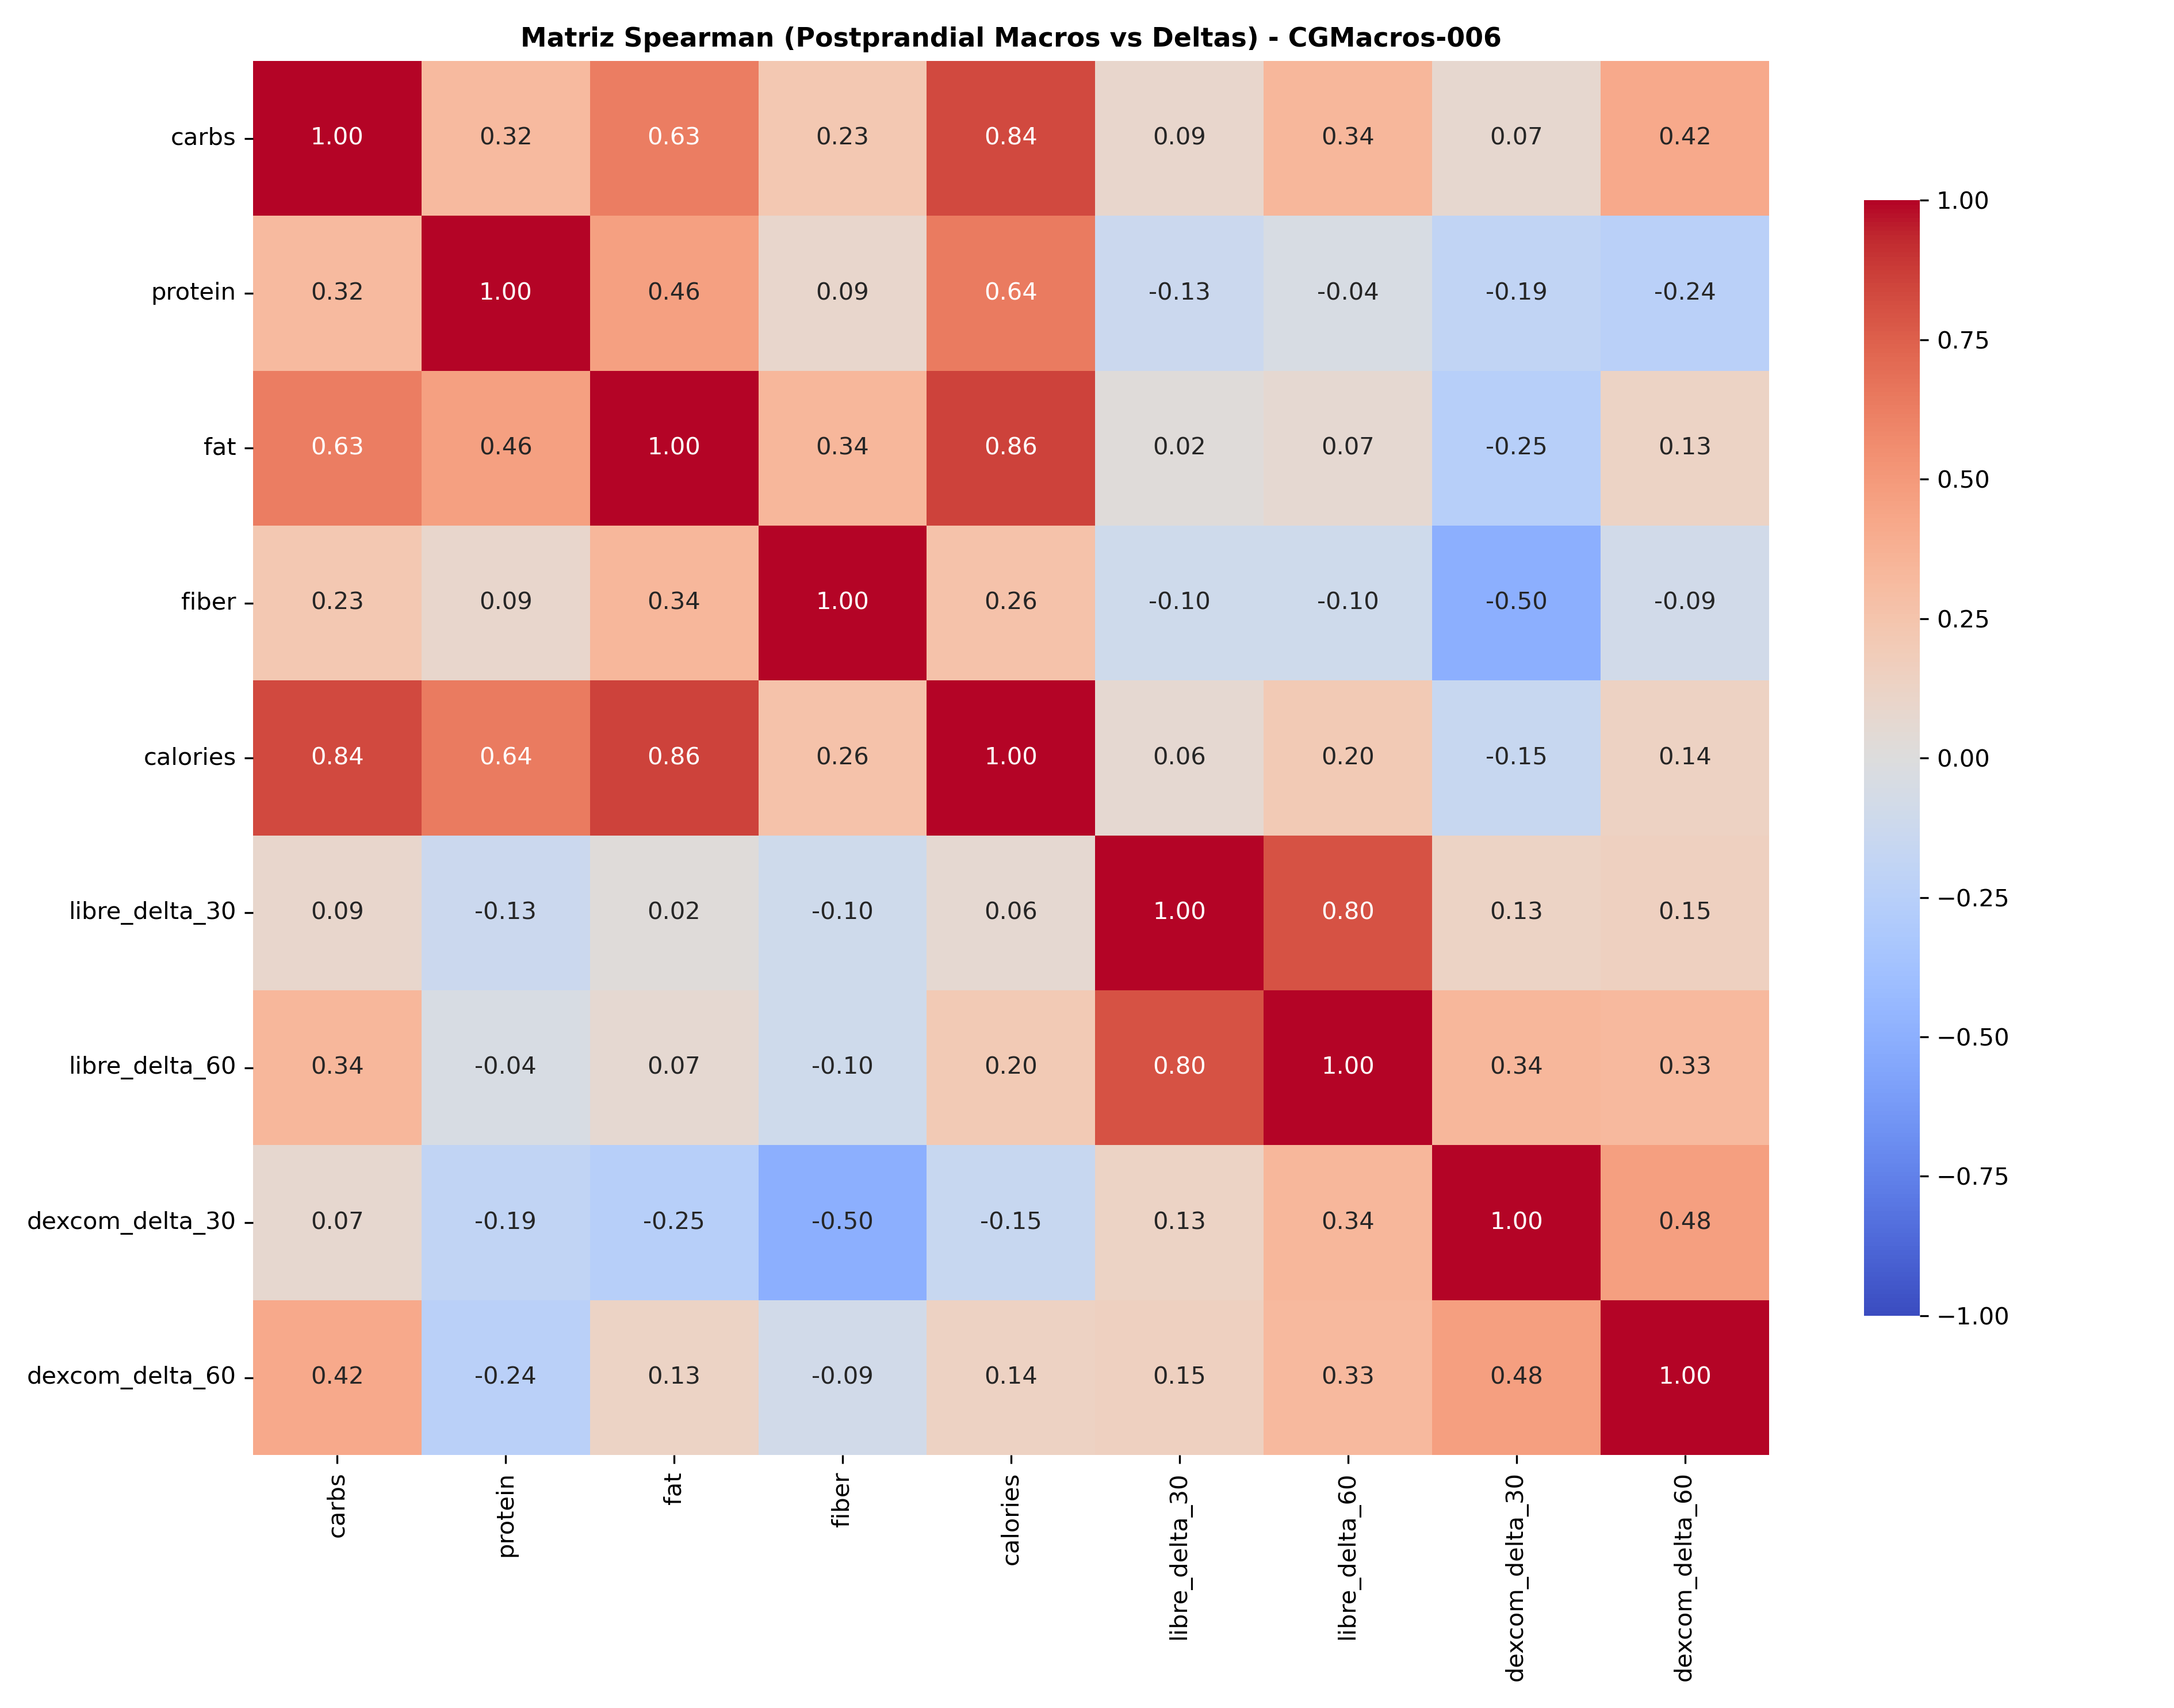 Matriz Spearman (Postprandial Macros vs Deltas) - CGMacros-006
carbs 1.00 0.32 0.63 0.23 0.84 0.09 0.34 0.07 0.42
protein 0.32 1.00 0.46 0.09 0.64 -0.13 -0.04 -0.19 -0.24
fat 0.63 0.46 1.00 0.34 0.86 0.02 0.07 -0.25 0.13
fiber 0.23 0.09 0.34 1.00 0.26 -0.10 -0.10 -0.50 -0.09
calories 0.84 0.64 0.86 0.26 1.00 0.06 0.20 -0.15 0.14
libre_delta_30 0.09 -0.13 0.02 -0.10 0.06 1.00 0.80 0.13 0.15
libre_delta_60 0.34 -0.04 0.07 -0.10 0.20 0.80 1.00 0.34 0.33
dexcom_delta_30 0.07 -0.19 -0.25 -0.50 -0.15 0.13 0.34 1.00 0.48
dexcom_delta_60 0.42 -0.24 0.13 -0.09 0.14 0.15 0.33 0.48 1.00
carbs
protein
fat
fiber
calories
libre_delta_30
libre_delta_60
dexcom_delta_30
dexcom_delta_60
1.00
0.75
0.50
0.25
0.00
−0.25
−0.50
−0.75
−1.00